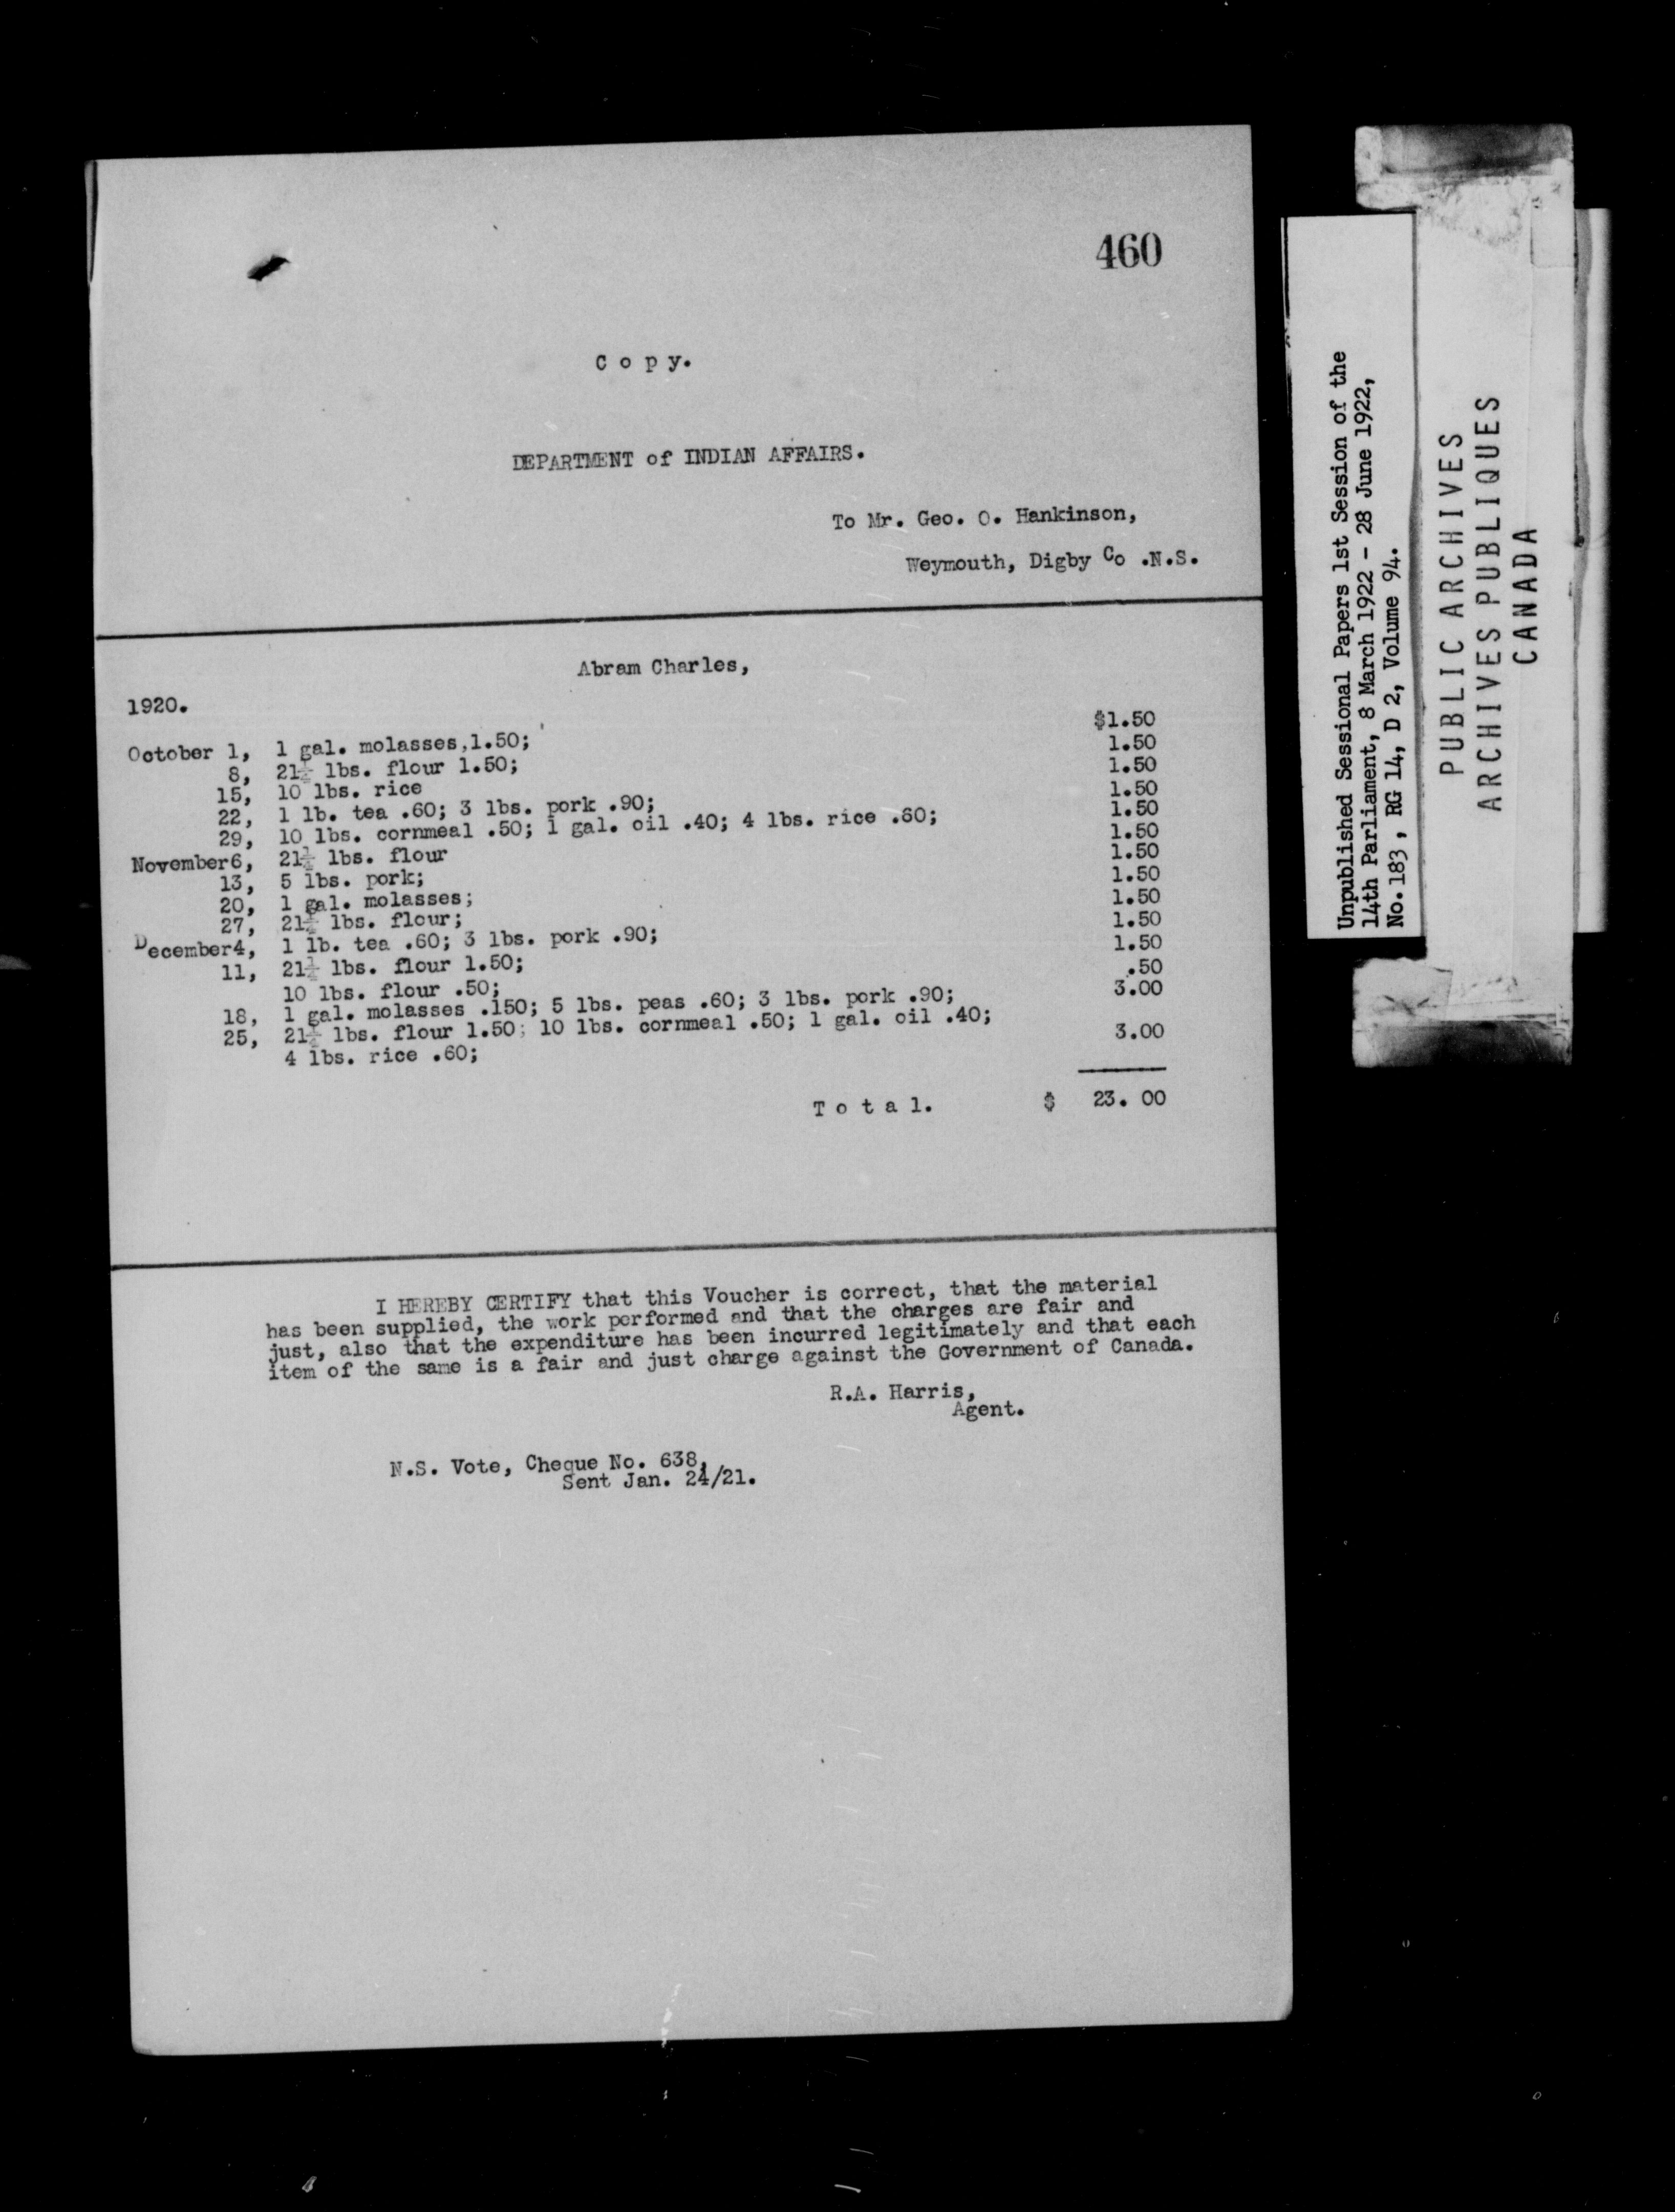 460
C o p y.
DEPARTMENT of INDIAN AFFAIRS.
To Mr. Geo. O. Hankinson,
Weymouth, Digby Co .N.S.
Abram Charles,
1920.
October 1, 1 gal. molasses,1.50; $1.50
8, 21½ lbs. flour 1.50; 1.50
15, 10 lbs. rice 1.50
22, 1 lb. tea .60; 3 lbs. pork .90; 1.50
29, 10 lbs. cornmeal .50; 1 gal. oil .40; 4 lbs. rice .60; 1.50
November6, 21½ lbs. flour 1.50
13, 5 lbs. pork; 1.50
20, 1 gal. molasses; 1.50
27, 21½ lbs. flour; 1.50
December4, 1 lb. tea .60; 3 lbs. pork .90; 1.50
11, 21½ lbs. flour 1.50; 1.50
10 lbs. flour .50; .50
18, 1 gal. molasses .150; 5 lbs. peas .60; 3 lbs. pork .90; 3.00
25, 21½ lbs. flour 1.50; 10 lbs. cornmeal .50; 1 gal. oil .40;
4 lbs. rice .60; 3.00
T o t a l. $ 23. 00
I HEREBY CERTIFY that this Voucher is correct, that the material
has been supplied, the work performed and that the charges are fair and
just, also that the expenditure has been incurred legitimately and that each
item of the same is a fair and just charge against the Government of Canada.
R.A. Harris,
Agent.
N.S. Vote, Cheque No. 638,
Sent Jan. 24/21.
Unpublished Sessional Papers 1st Session of the
14th Parliament, 8 March 1922 - 28 June 1922,
No. 183, RG 14, D 2, Volume 94.
PUBLIC ARCHIVES
ARCHIVES PUBLIQUES
CANADA